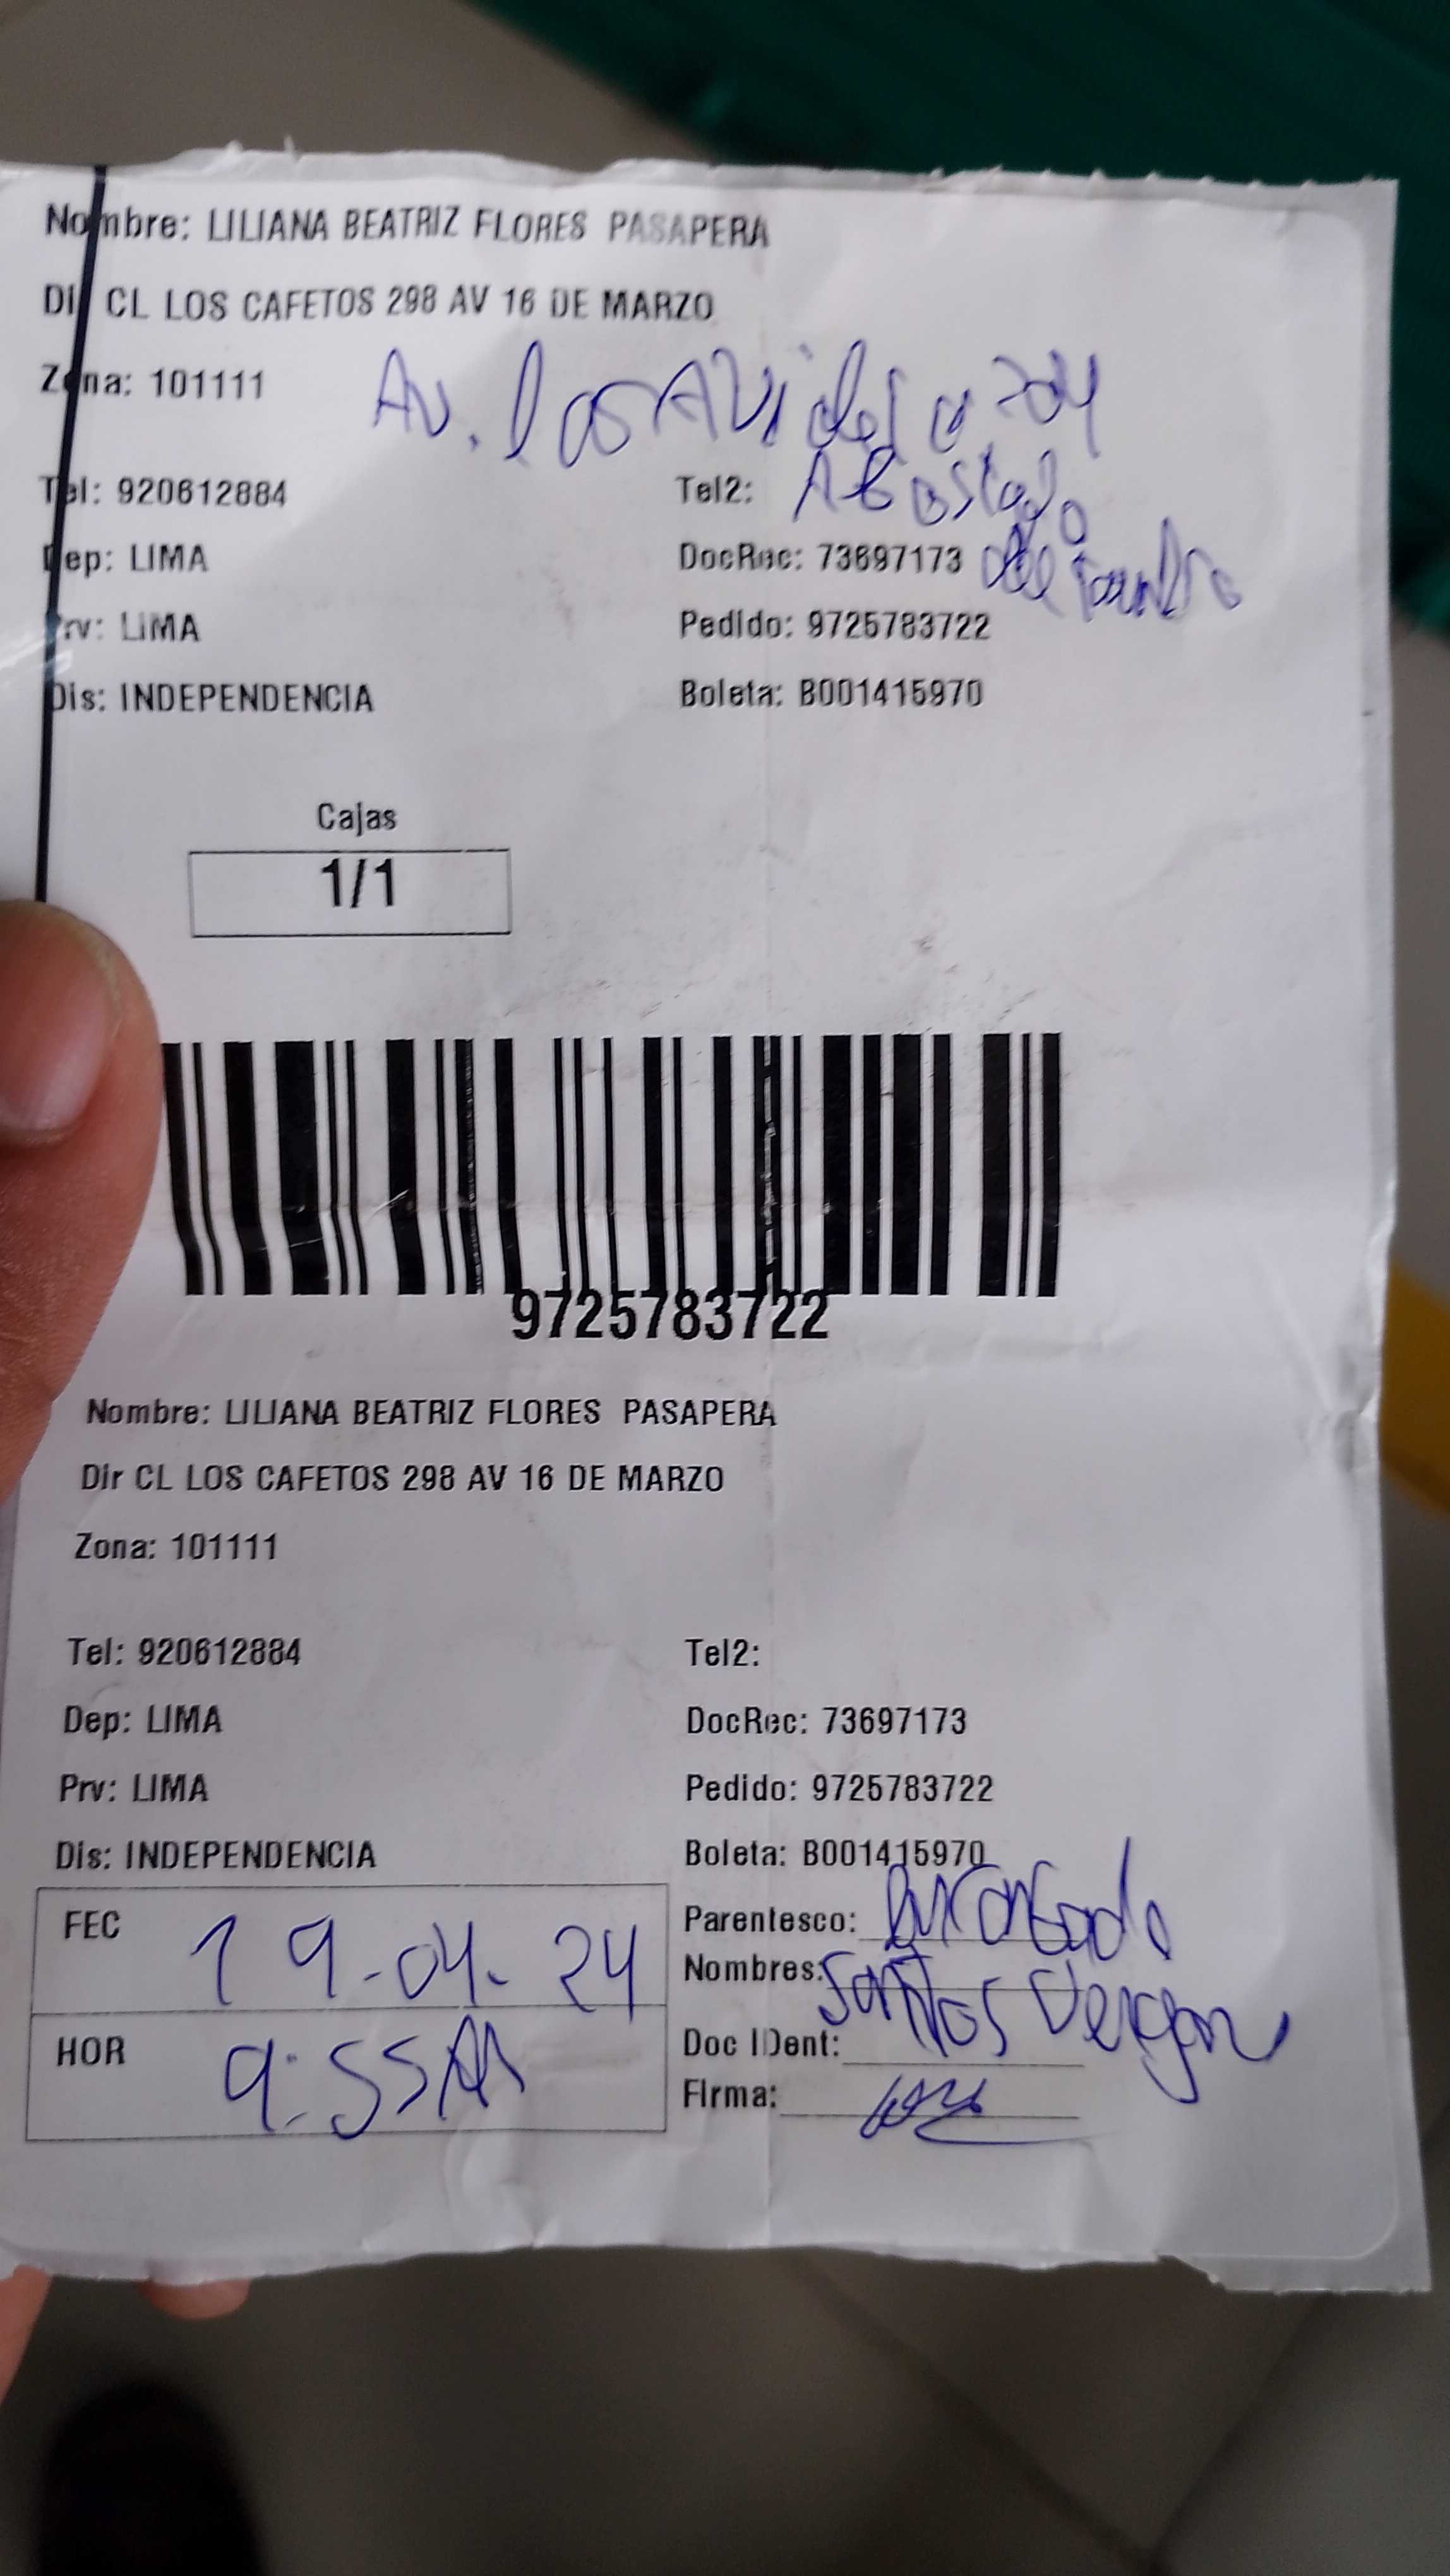 Nombre: LILIANA BEATRIZ FLORES PASAPERA
Dir CL LOS CAFETOS 298 AV 16 DE MARZO
Zona: 101111
Av. los
Tel: 920612884 Tel2: Al costado
Dep: LIMA DocRec: 73697173 del
Prv: LIMA Pedido: 9725783722
Dis: INDEPENDENCIA Boleta: B001415970
Cajas
1/1
9725783722
Nombre: LILIANA BEATRIZ FLORES PASAPERA
Dir CL LOS CAFETOS 298 AV 16 DE MARZO
Zona: 101111
Tel: 920612884 Tel2:
Dep: LIMA DocRec: 73697173
Prv: LIMA Pedido: 9725783722
Dis: INDEPENDENCIA Boleta: B001415970
FEC 19-04-24 Parentesco: encargado
Nombres: Santos
HOR 9:55AM Doc IDent:
Firma: